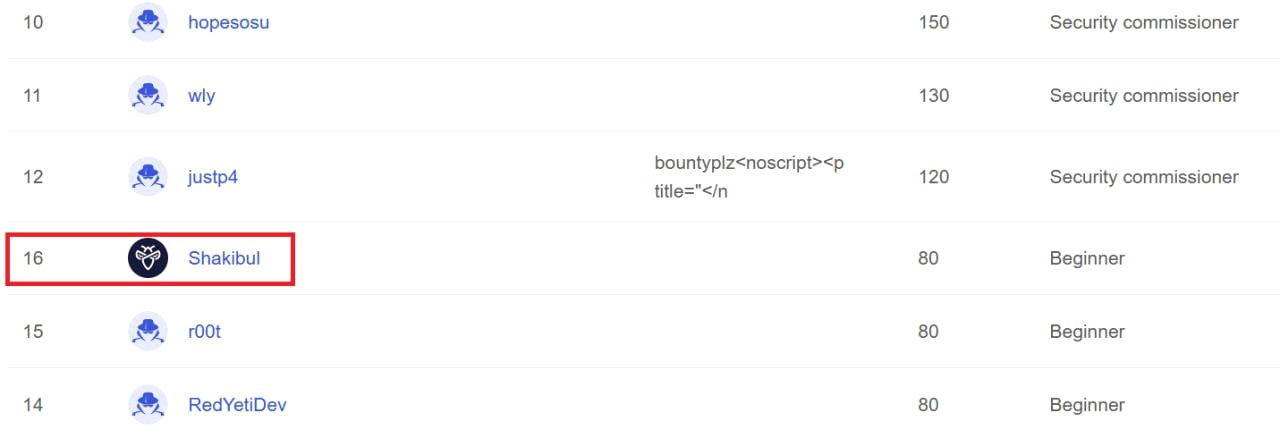 10 hopesosu 150 Security commissioner
11 wly 130 Security commissioner
12 justp4 bountyplz<noscript><p title="</n 120 Security commissioner
16 Shakibul 80 Beginner
15 r00t 80 Beginner
14 RedYetiDev 80 Beginner